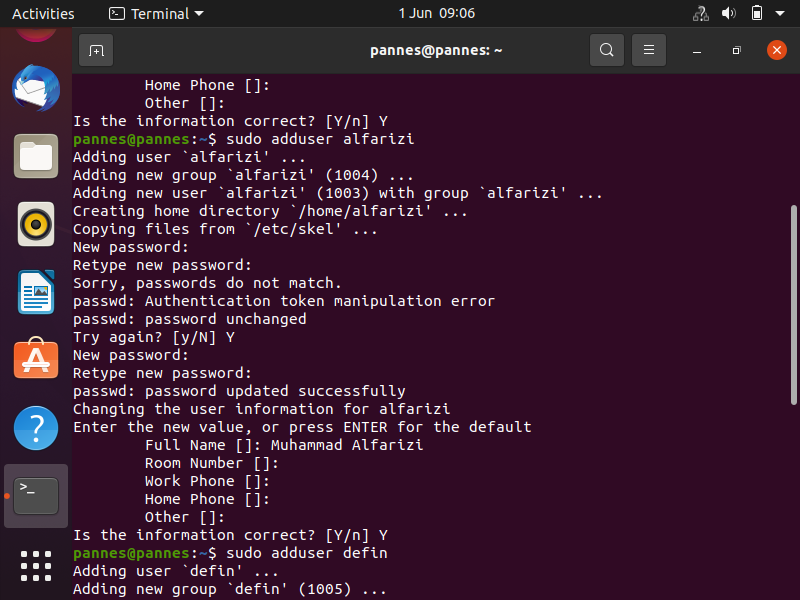 Activities
Terminal
1 Jun 09:06
pannes@pannes: ~
Home Phone []:
Other []:
Is the information correct? [Y/n] Y
pannes@pannes:~$ sudo adduser alfarizi
Adding user `alfarizi' ...
Adding new group `alfarizi' (1004) ...
Adding new user `alfarizi' (1003) with group `alfarizi' ...
Creating home directory `/home/alfarizi' ...
Copying files from `/etc/skel' ...
New password:
Retype new password:
Sorry, passwords do not match.
passwd: Authentication token manipulation error
passwd: password unchanged
Try again? [y/N] Y
New password:
Retype new password:
passwd: password updated successfully
Changing the user information for alfarizi
Enter the new value, or press ENTER for the default
Full Name []: Muhammad Alfarizi
Room Number []:
Work Phone []:
Home Phone []:
Other []:
Is the information correct? [Y/n] Y
pannes@pannes:~$ sudo adduser defin
Adding user `defin' ...
Adding new group `defin' (1005) ...